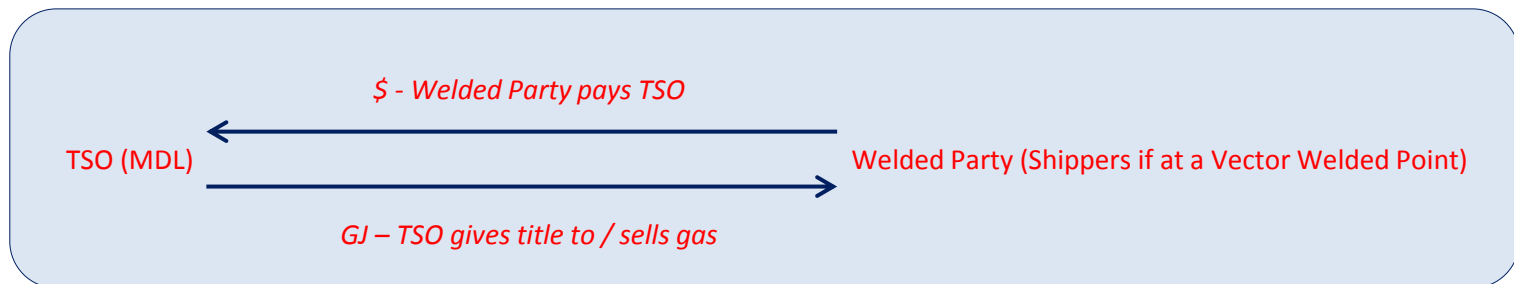 $ - Welded Party pays TSO
TSO (MDL)
Welded Party (Shippers if at a Vector Welded Point)
GJ – TSO gives title to / sells gas